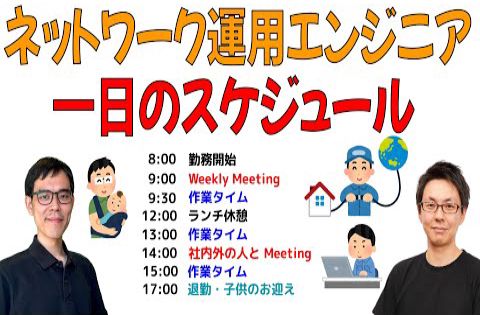 ネットワーク運用エンジニア
一日のスケジュール
8:00 勤務開始
9:00 Weekly Meeting
9:30 作業タイム
12:00 ランチ休憩
13:00 作業タイム
14:00 社内外の人と Meeting
15:00 作業タイム
17:00 退勤・子供のお迎え